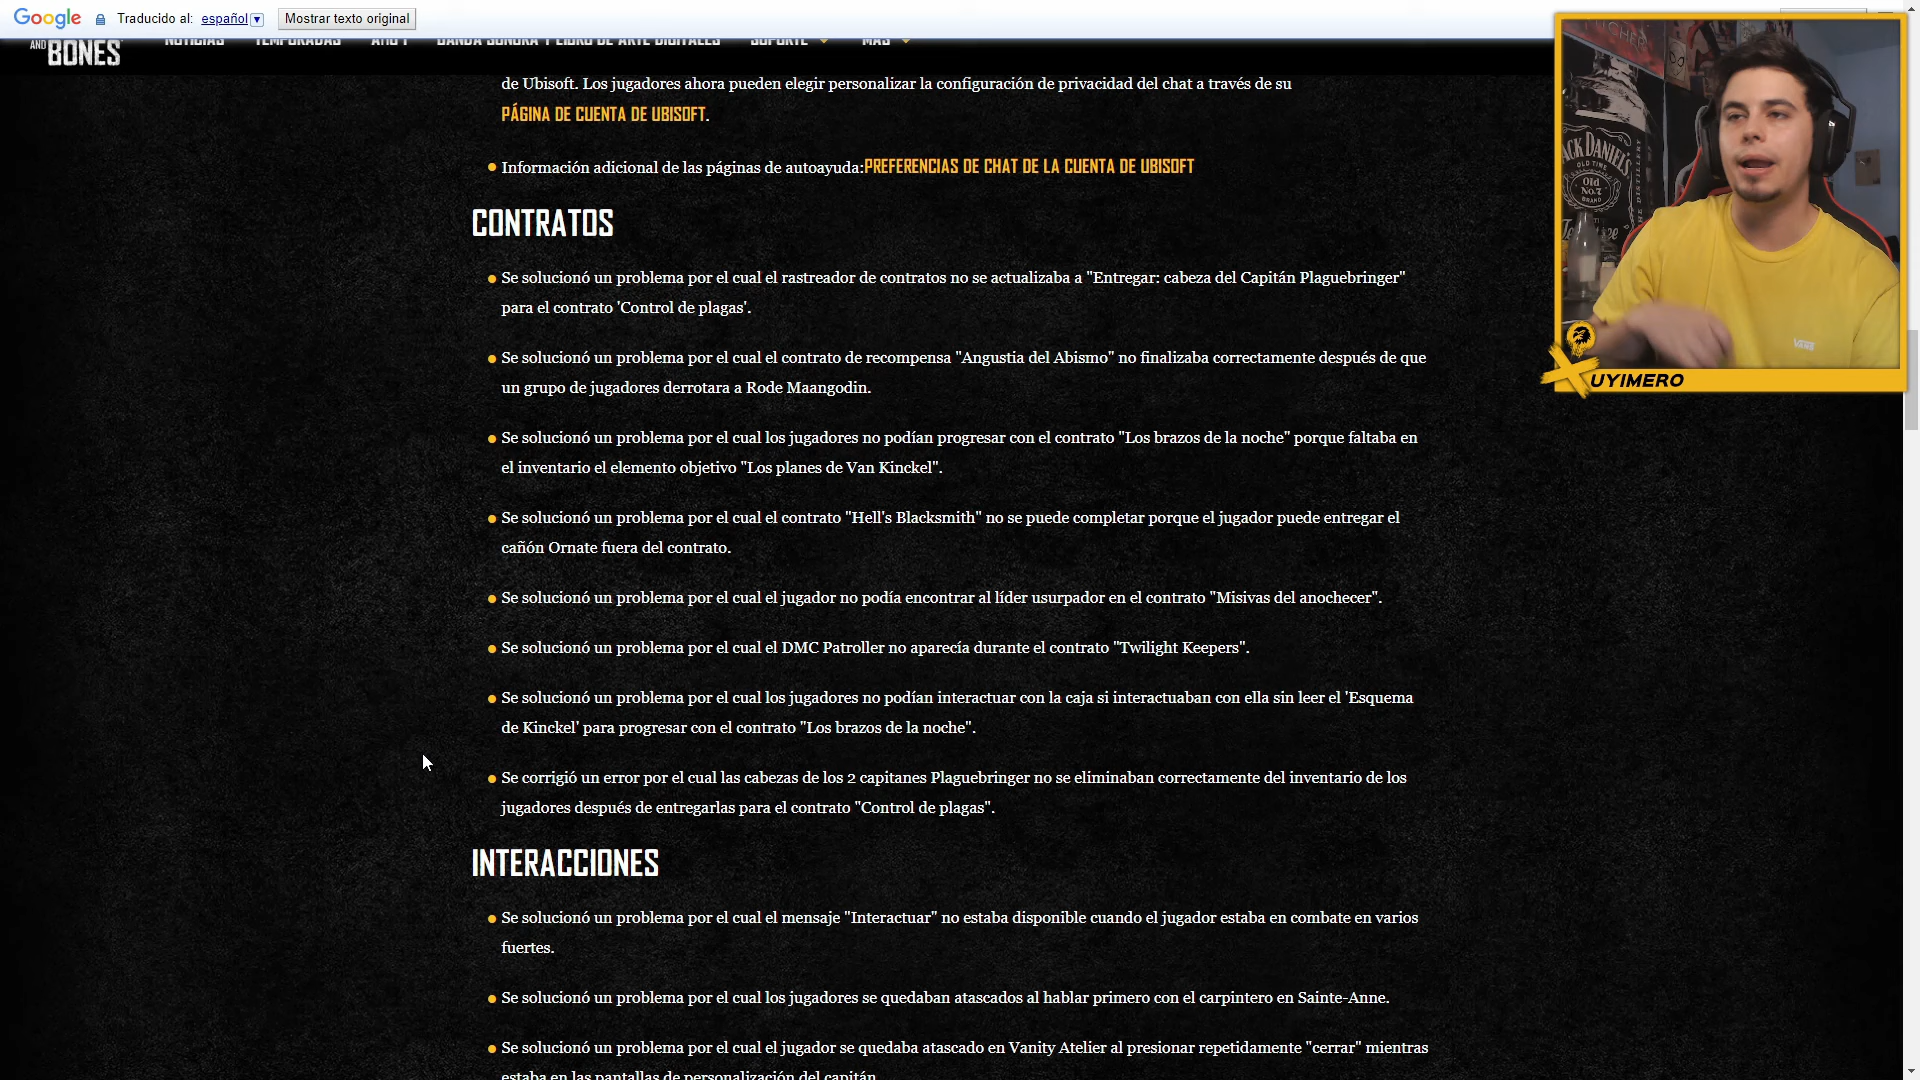 Google Traducido al: español Mostrar texto original
AND BONES NOTICIAS TEMPORADAS AÑO 1 BANDA SONORA Y LIBRO DE ARTE DIGITALES SOPORTE MÁS
de Ubisoft. Los jugadores ahora pueden elegir personalizar la configuración de privacidad del chat a través de su
PÁGINA DE CUENTA DE UBISOFT.
Información adicional de las páginas de autoayuda:PREFERENCIAS DE CHAT DE LA CUENTA DE UBISOFT
CONTRATOS
Se solucionó un problema por el cual el rastreador de contratos no se actualizaba a "Entregar: cabeza del Capitán Plaguebringer"
para el contrato 'Control de plagas'.
Se solucionó un problema por el cual el contrato de recompensa "Angustia del Abismo" no finalizaba correctamente después de que
un grupo de jugadores derrotara a Rode Maangodin.
Se solucionó un problema por el cual los jugadores no podían progresar con el contrato "Los brazos de la noche" porque faltaba en
el inventario el elemento objetivo "Los planes de Van Kinckel".
Se solucionó un problema por el cual el contrato "Hell's Blacksmith" no se puede completar porque el jugador puede entregar el
cañón Ornate fuera del contrato.
Se solucionó un problema por el cual el jugador no podía encontrar al líder usurpador en el contrato "Misivas del anochecer".
Se solucionó un problema por el cual el DMC Patroller no aparecía durante el contrato "Twilight Keepers".
Se solucionó un problema por el cual los jugadores no podían interactuar con la caja si interactuaban con ella sin leer el 'Esquema
de Kinckel' para progresar con el contrato "Los brazos de la noche".
Se corrigió un error por el cual las cabezas de los 2 capitanes Plaguebringer no se eliminaban correctamente del inventario de los
jugadores después de entregarlas para el contrato "Control de plagas".
INTERACCIONES
Se solucionó un problema por el cual el mensaje "Interactuar" no estaba disponible cuando el jugador estaba en combate en varios
fuertes.
Se solucionó un problema por el cual los jugadores se quedaban atascados al hablar primero con el carpintero en Sainte-Anne.
Se solucionó un problema por el cual el jugador se quedaba atascado en Vanity Atelier al presionar repetidamente "cerrar" mientras
estaba en las pantallas de personalización del capitán.
JACK DANIEL'S
OLD TIME
Old
No.7
BRAND
VANS
XUYIMERO